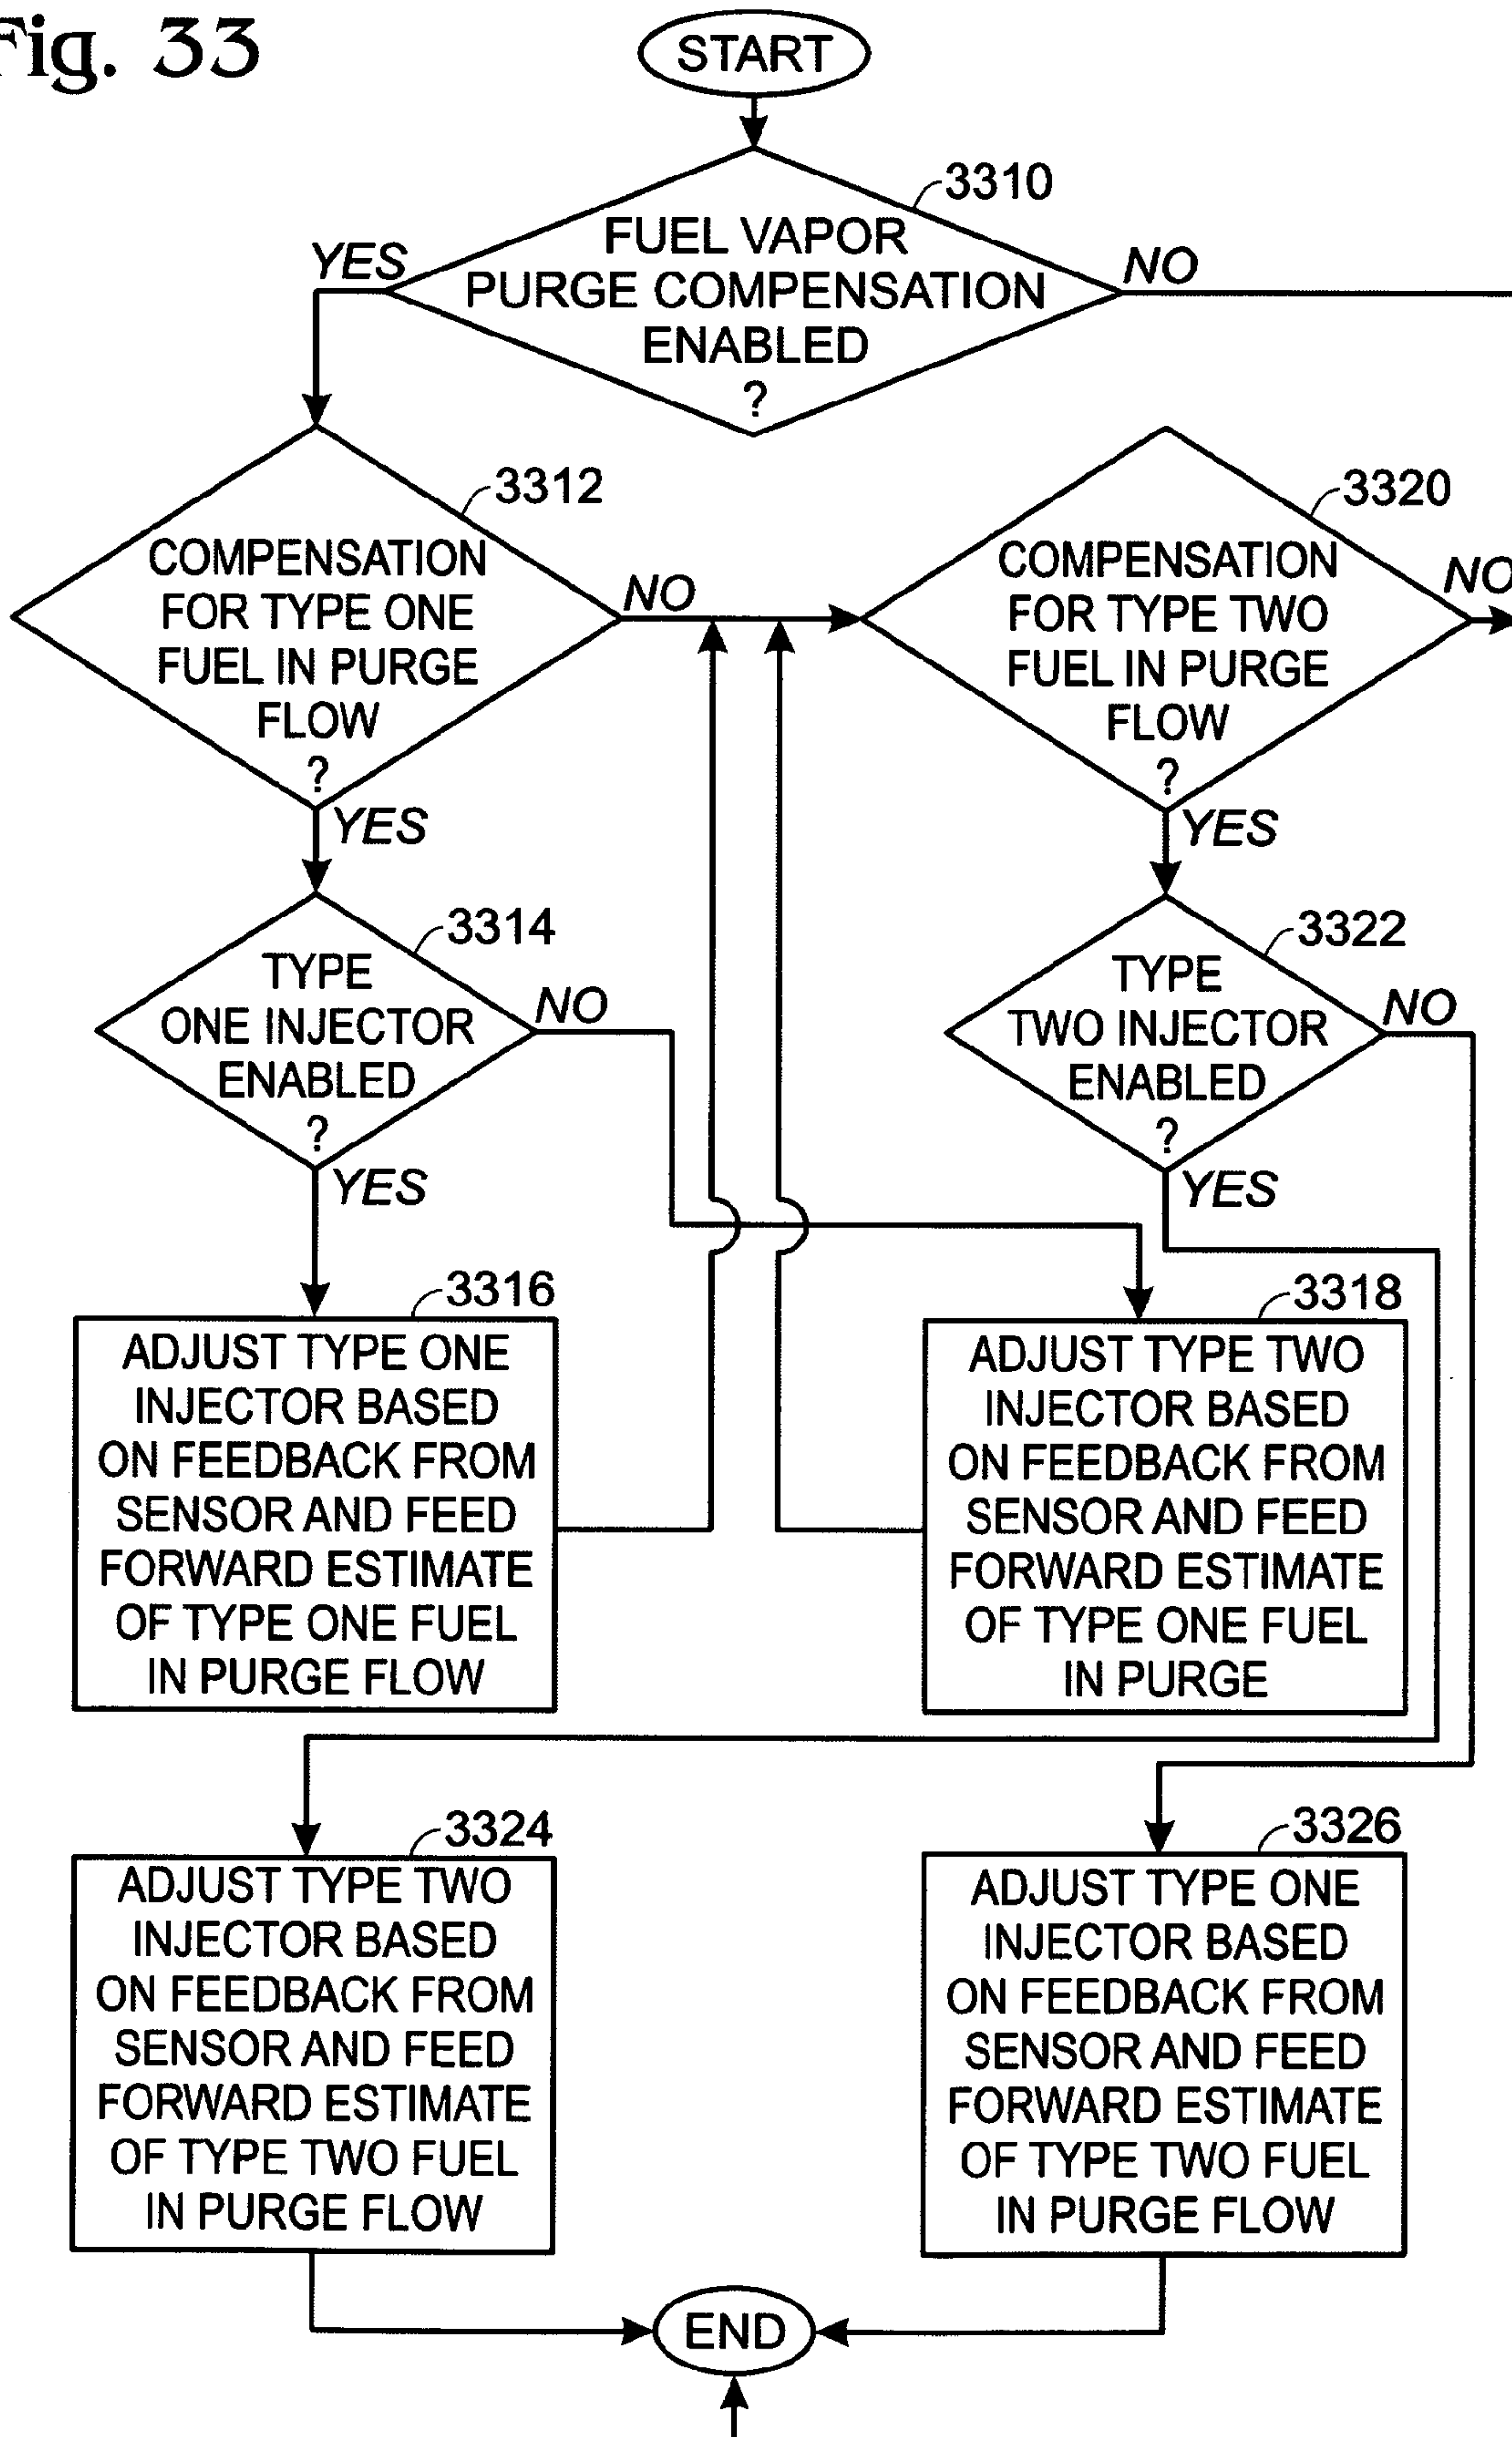 Fig. 33
START
3310
FUEL VAPOR
PURGE COMPENSATION
ENABLED
?
YES
NO
3312
COMPENSATION
FOR TYPE ONE
FUEL IN PURGE
FLOW
?
NO
YES
3320
COMPENSATION
FOR TYPE TWO
FUEL IN PURGE
FLOW
?
NO
YES
3314
TYPE
ONE INJECTOR
ENABLED
?
NO
YES
3322
TYPE
TWO INJECTOR
ENABLED
?
NO
YES
3316
ADJUST TYPE ONE
INJECTOR BASED
ON FEEDBACK FROM
SENSOR AND FEED
FORWARD ESTIMATE
OF TYPE ONE FUEL
IN PURGE FLOW
3318
ADJUST TYPE TWO
INJECTOR BASED
ON FEEDBACK FROM
SENSOR AND FEED
FORWARD ESTIMATE
OF TYPE ONE FUEL
IN PURGE
3324
ADJUST TYPE TWO
INJECTOR BASED
ON FEEDBACK FROM
SENSOR AND FEED
FORWARD ESTIMATE
OF TYPE TWO FUEL
IN PURGE FLOW
3326
ADJUST TYPE ONE
INJECTOR BASED
ON FEEDBACK FROM
SENSOR AND FEED
FORWARD ESTIMATE
OF TYPE TWO FUEL
IN PURGE FLOW
END